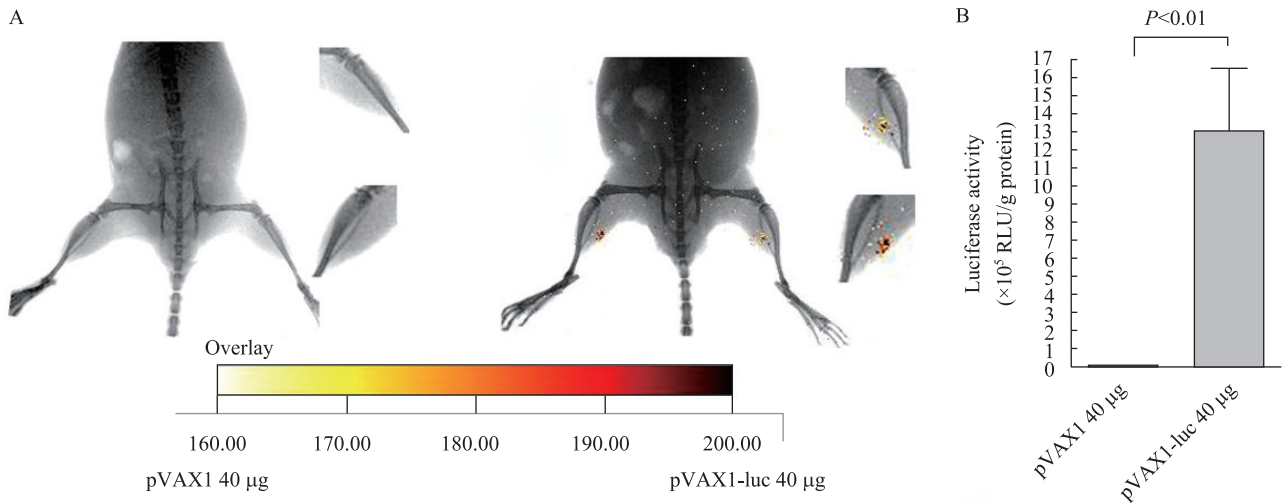 A
Overlay
160.00 170.00 180.00 190.00 200.00
pVAX1 40 μg pVAX1-luc 40 μg
B
P<0.01
Luciferase activity
(×10⁵ RLU/g protein)
17
16
15
14
13
12
11
10
9
8
7
6
5
4
3
2
1
0
pVAX1 40 μg
pVAX1-luc 40 μg